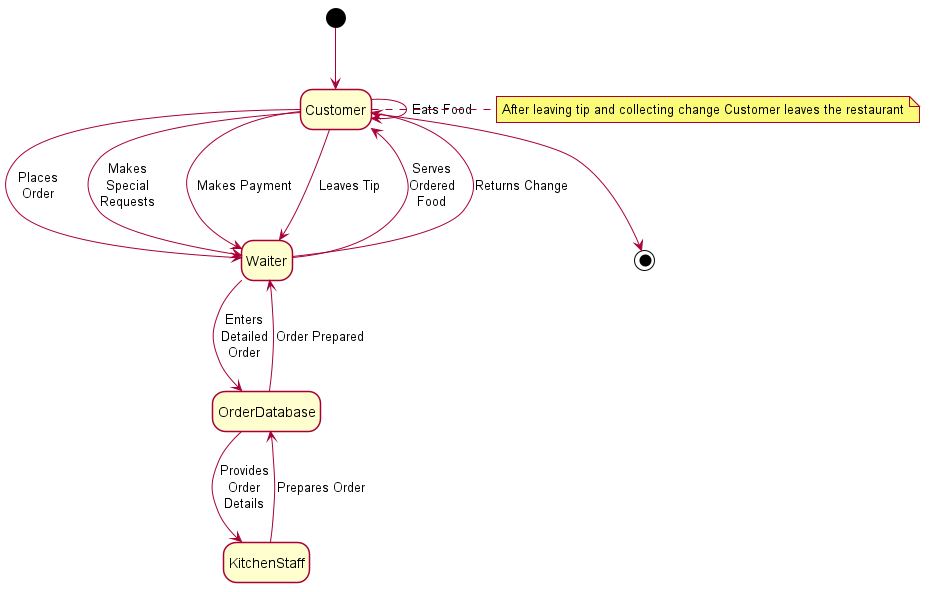 Customer
Eats Food
After leaving tip and collecting change Customer leaves the restaurant
Places
Order
Makes
Special
Requests
Makes Payment
Leaves Tip
Serves
Ordered
Food
Returns Change
Waiter
Enters
Detailed
Order
Order Prepared
OrderDatabase
Provides
Order
Details
Prepares Order
KitchenStaff